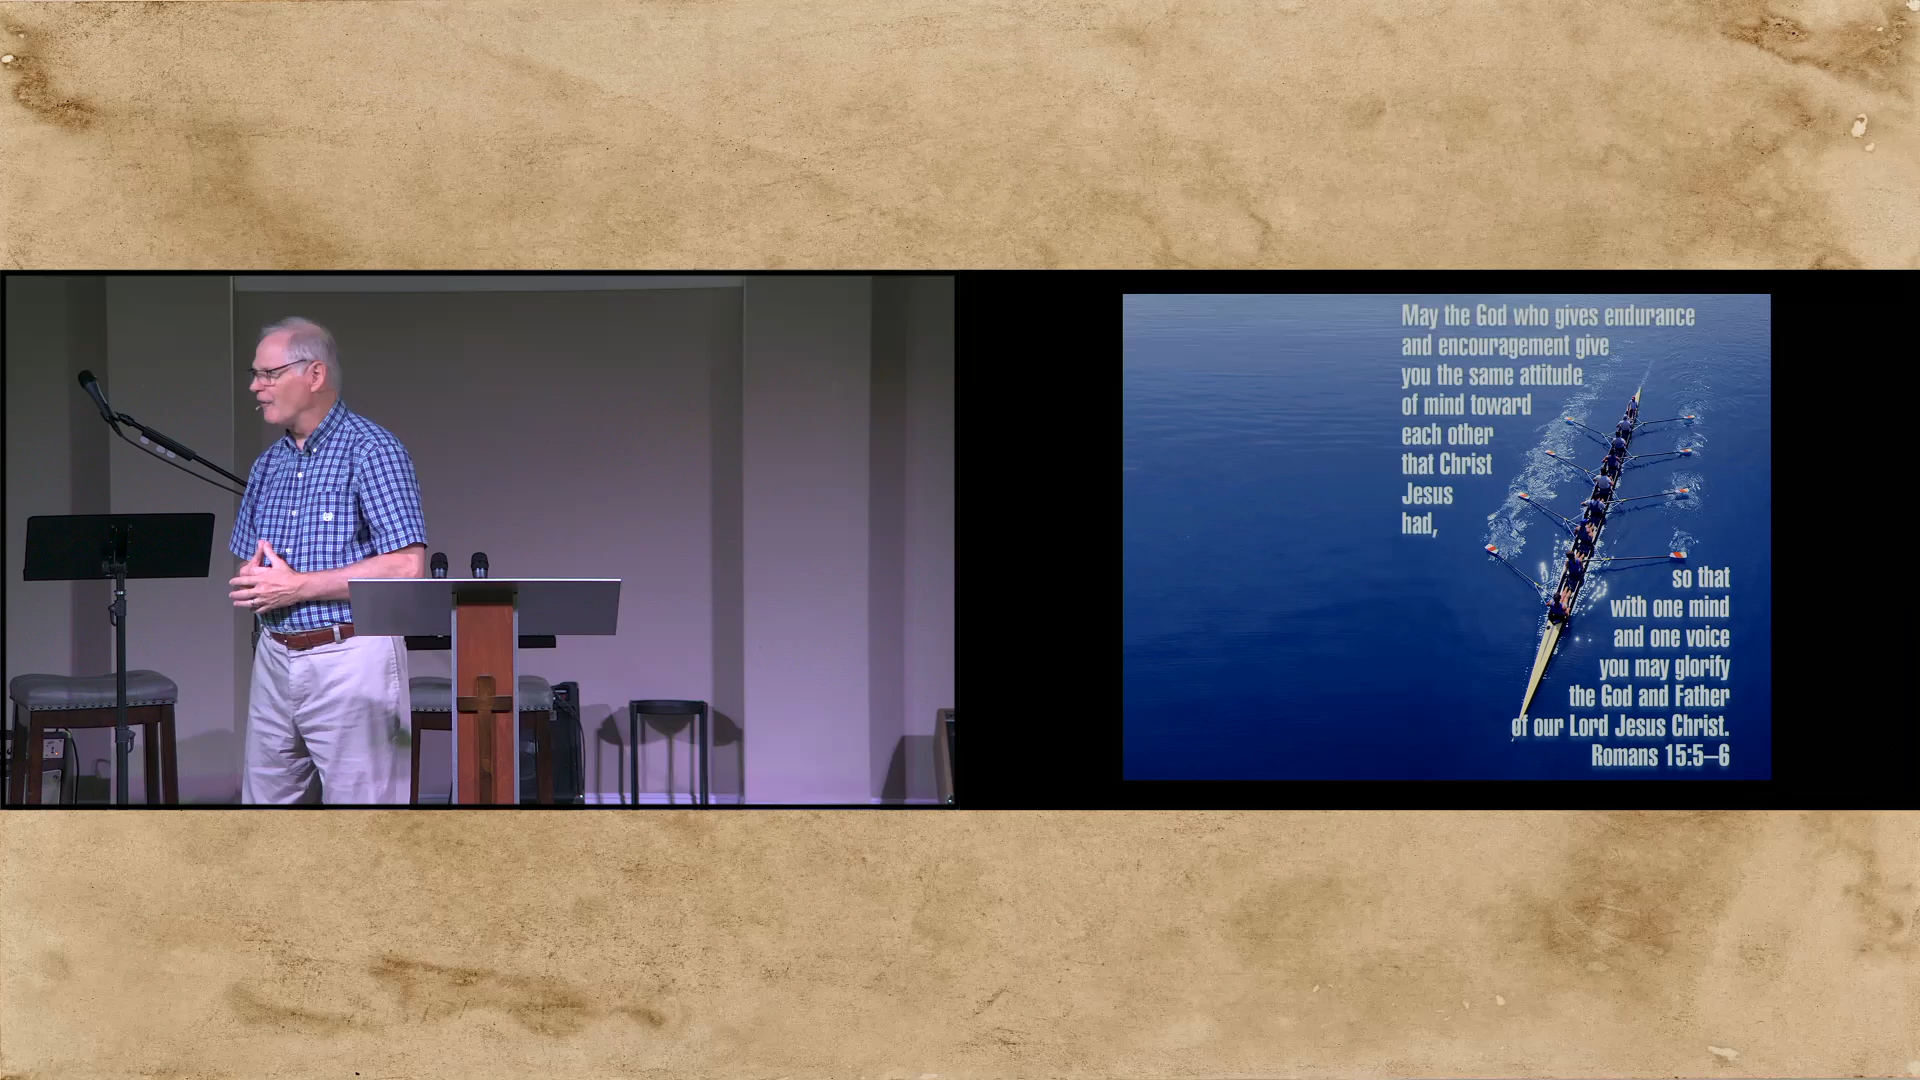 May the God who gives endurance
and encouragement give
you the same attitude
of mind toward
each other
that Christ
Jesus
had,
so that
with one mind
and one voice
you may glorify
the God and Father
of our Lord Jesus Christ.
Romans 15:5–6